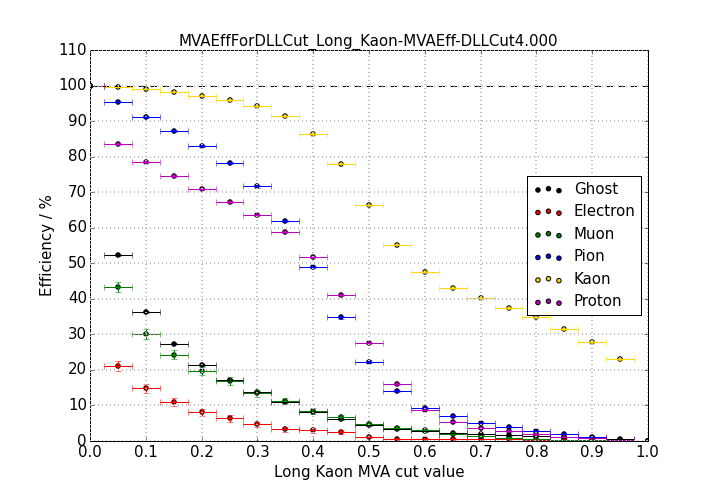 MVAEffForDLLCut_Long_Kaon-MVAEff-DLLCut4.000
110
100
90
80
70
60
50
40
30
20
10
0
Efficiency / %
Ghost
Electron
Muon
Pion
Kaon
Proton
0.0 0.1 0.2 0.3 0.4 0.5 0.6 0.7 0.8 0.9 1.0
Long Kaon MVA cut value